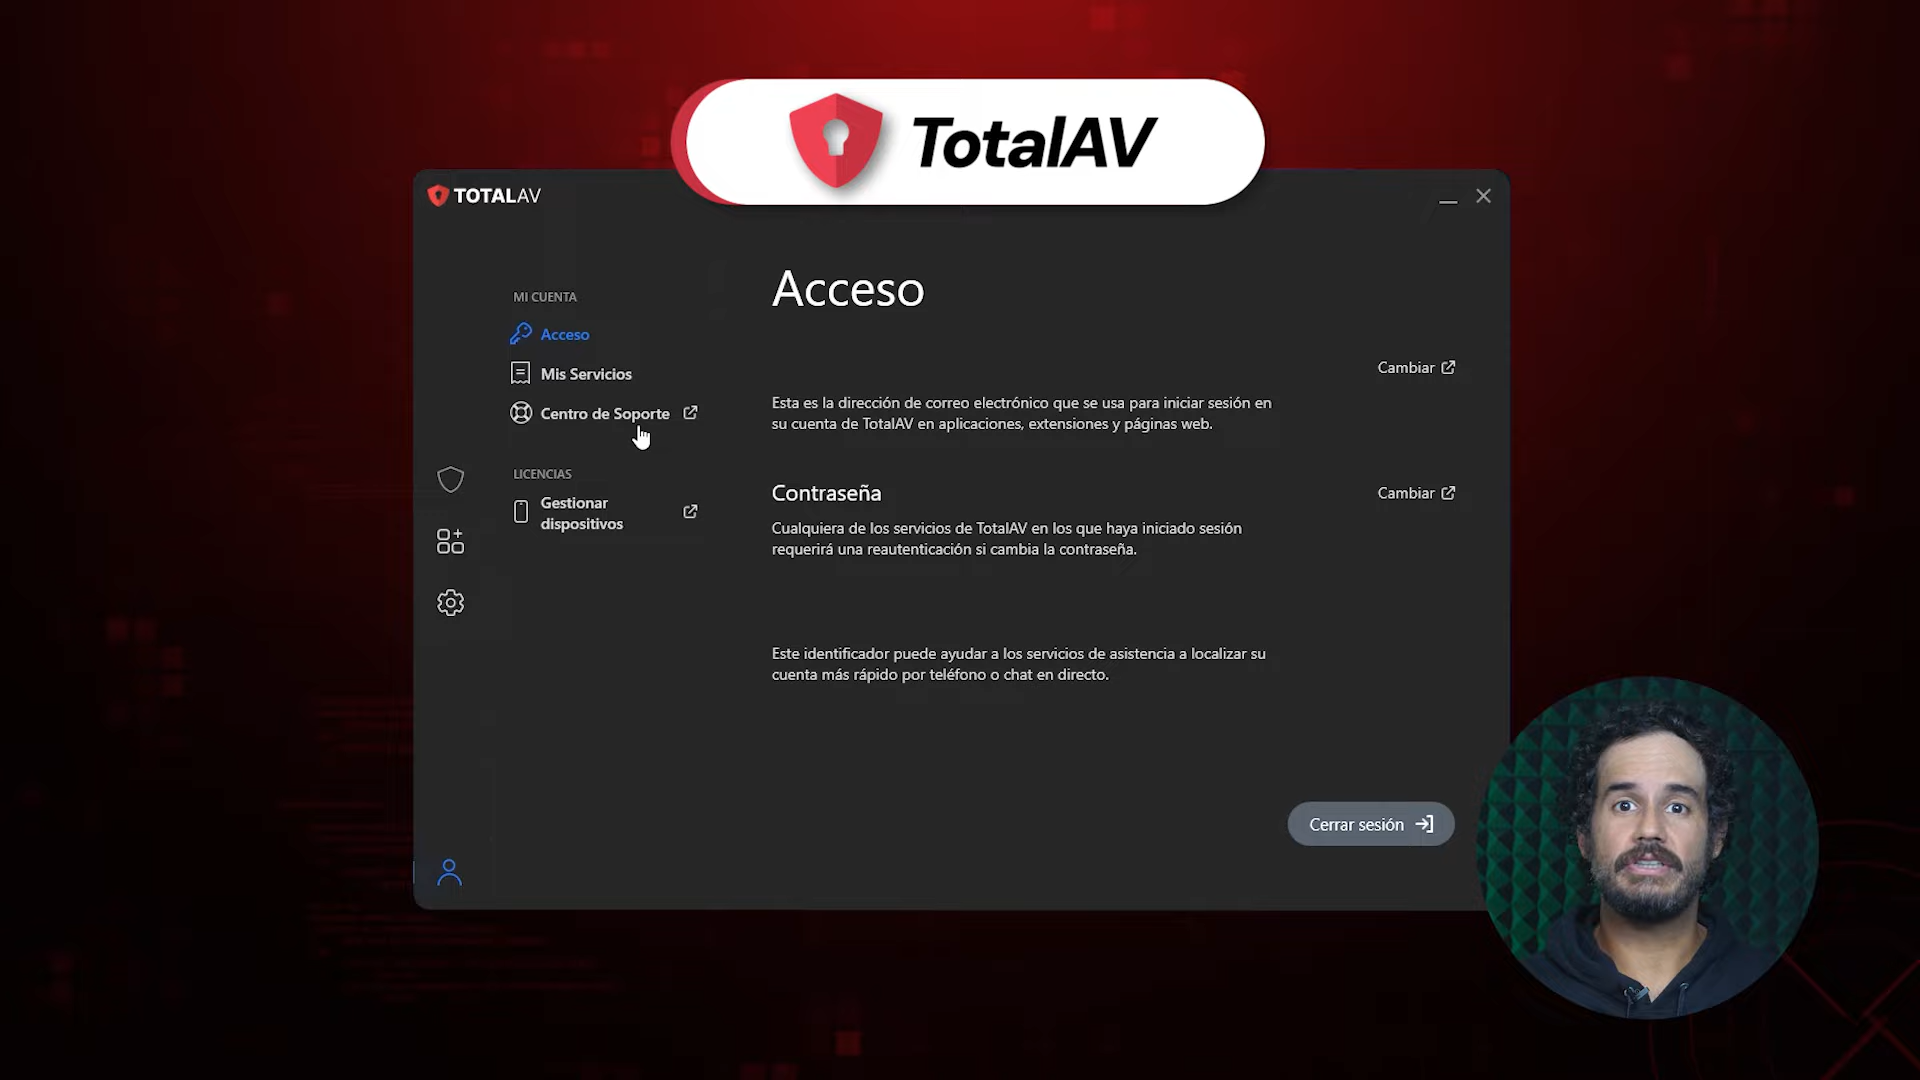 TotalAV
TOTALAV
MI CUENTA
Acceso
Mis Servicios
Centro de Soporte
LICENCIAS
Gestionar
dispositivos
Acceso
Cambiar
Esta es la dirección de correo electrónico que se usa para iniciar sesión en
su cuenta de TotalAV en aplicaciones, extensiones y páginas web.
Contraseña
Cambiar
Cualquiera de los servicios de TotalAV en los que haya iniciado sesión
requerirá una reautenticación si cambia la contraseña.
Este identificador puede ayudar a los servicios de asistencia a localizar su
cuenta más rápido por teléfono o chat en directo.
Cerrar sesión